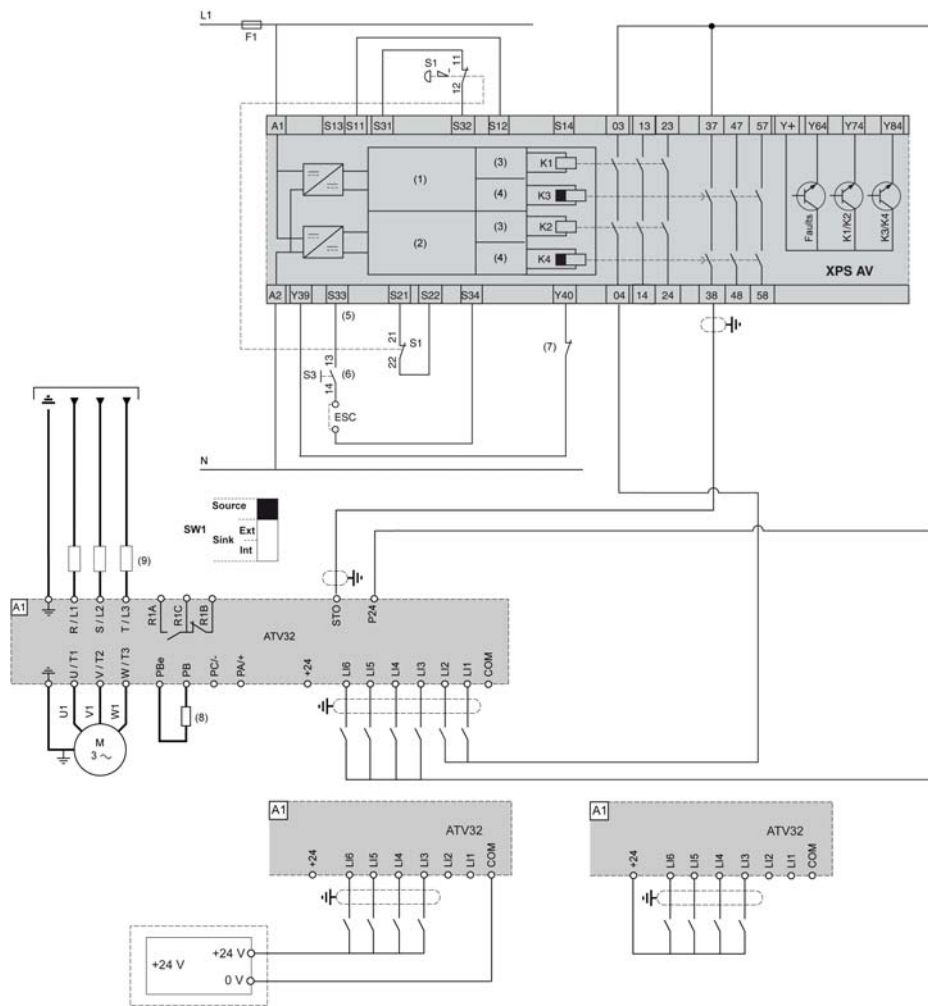 L1
F1
S1
11
12
A1 S13 S11 S31 S32 S12 S14 03 13 23 37 47 57 Y+ Y64 Y74 Y84
(1) (3) K1
(4) K3
(2) (3) K2
(4) K4
Faults K1/K2 K3/K4
XPS AV
A2 Y39 S33 S21 S22 S34 Y40 04 14 24 38 48 58
(5)
21
22
S1
13
S3
(6)
14
(7)
ESC
N
Source
SW1
Sink
Ext
Int
(9)
A1
R / L1 S / L2 T / L3 R1A R1C R1B STO P24
ATV32
U / T1 V / T2 W / T3 PBe PB PC/- PA/+ +24 LI6 LI5 LI4 LI3 LI2 LI1 COM
U1 V1 W1
(8)
M
3 ~
A1
ATV32
+24 LI6 LI5 LI4 LI3 LI2 LI1 COM
+24 V
+24 V
0 V
A1
ATV32
+24 LI6 LI5 LI4 LI3 LI2 LI1 COM